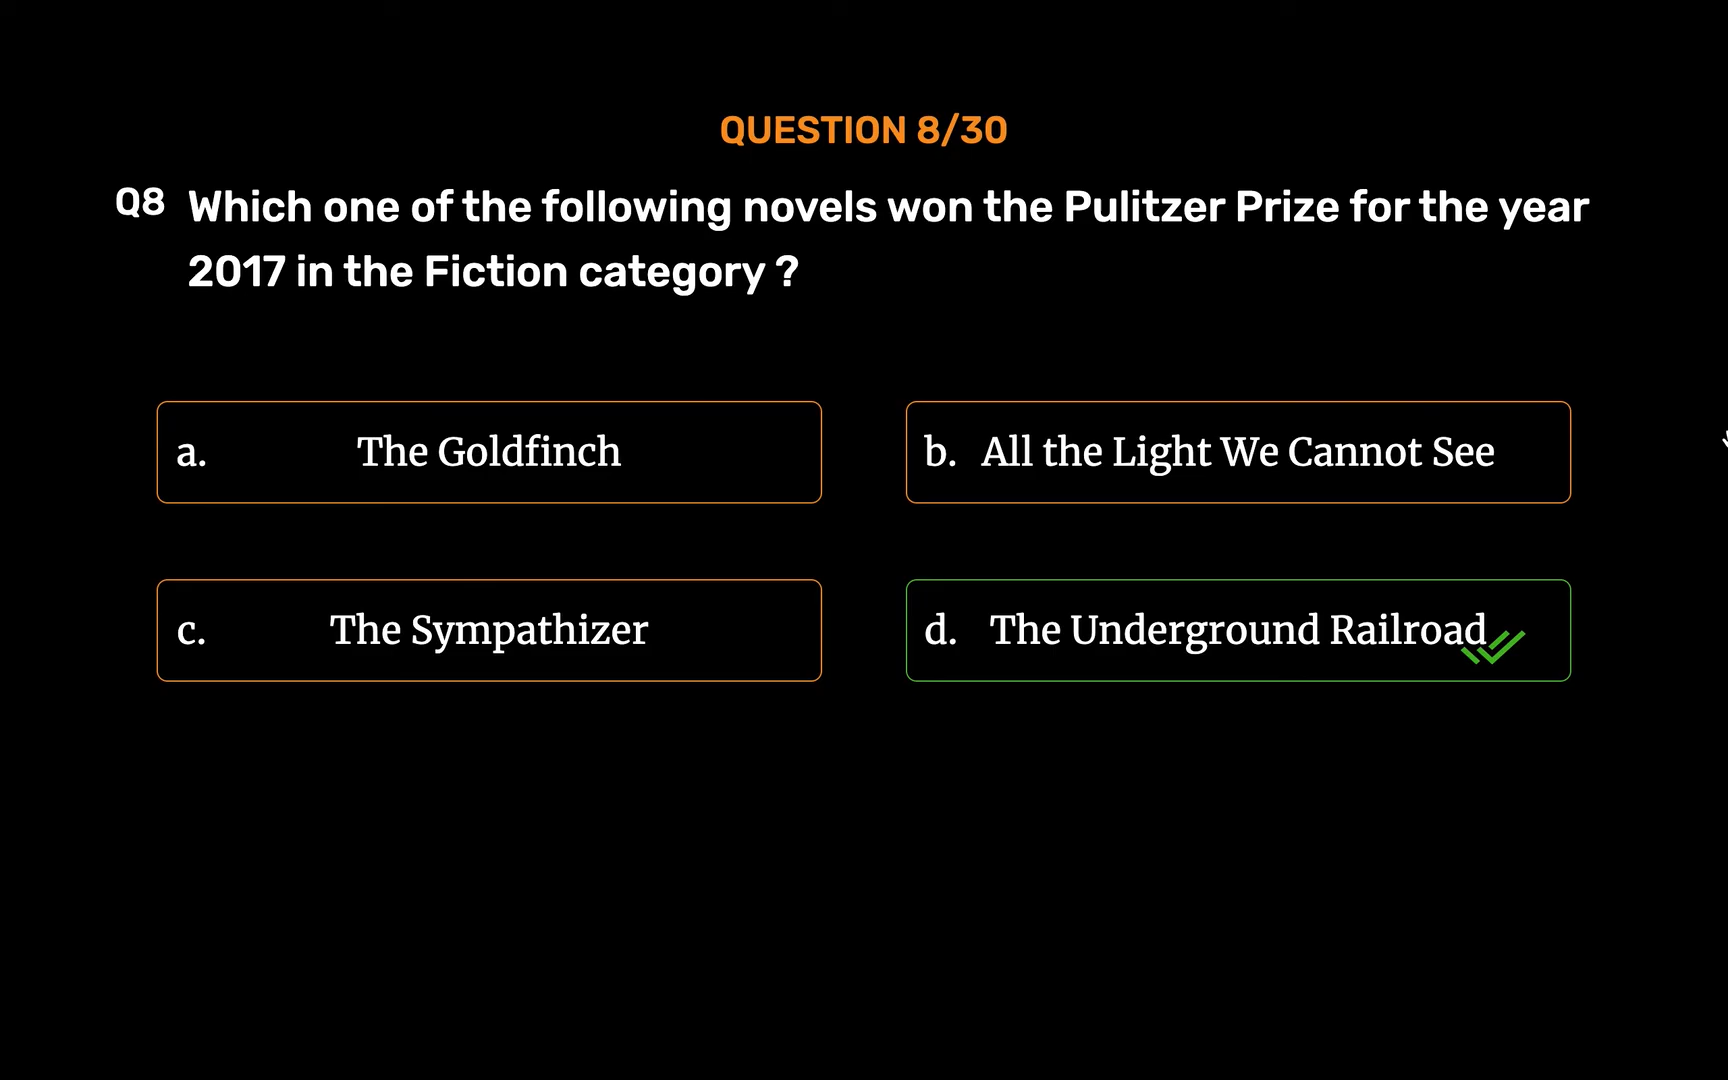 QUESTION 8/30
Q8 Which one of the following novels won the Pulitzer Prize for the year
2017 in the Fiction category ?
a. The Goldfinch
b. All the Light We Cannot See
c. The Sympathizer
d. The Underground Railroad